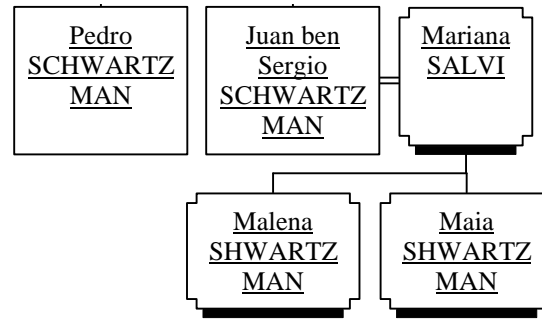 Pedro
SCHWARTZ
MAN
Juan ben
Sergio
SCHWARTZ
MAN
Mariana
SALVI
Malena
SHWARTZ
MAN
Maia
SHWARTZ
MAN